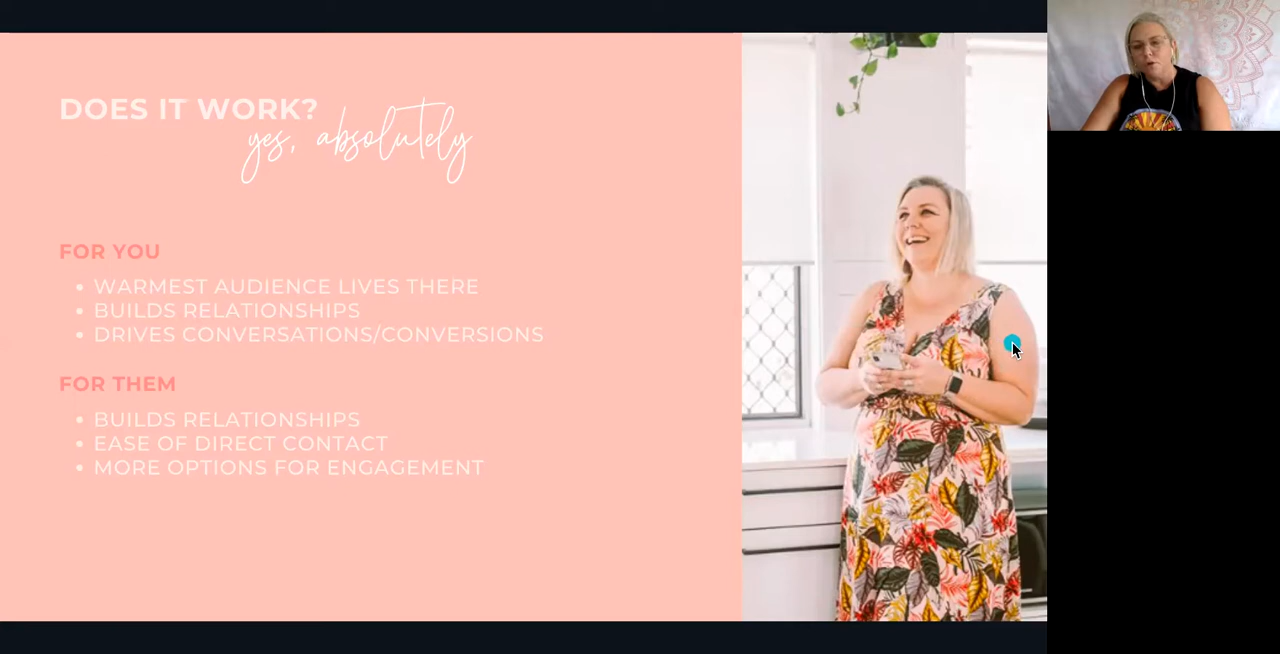 DOES IT WORK?
yes, absolutely
FOR YOU
• WARMEST AUDIENCE LIVES THERE
• BUILDS RELATIONSHIPS
• DRIVES CONVERSATIONS/CONVERSIONS
FOR THEM
• BUILDS RELATIONSHIPS
• EASE OF DIRECT CONTACT
• MORE OPTIONS FOR ENGAGEMENT